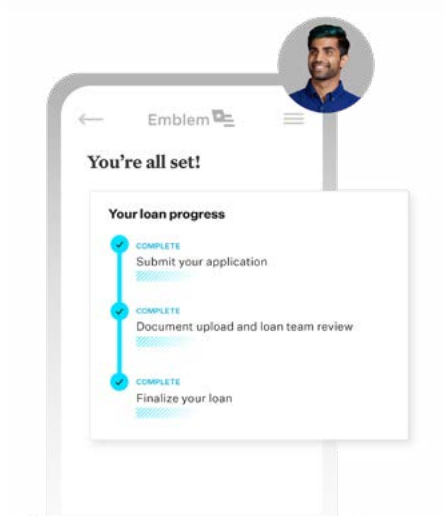 Emblem
You're all set!
Your loan progress
COMPLETE
Submit your application
COMPLETE
Document upload and loan team review
COMPLETE
Finalize your loan